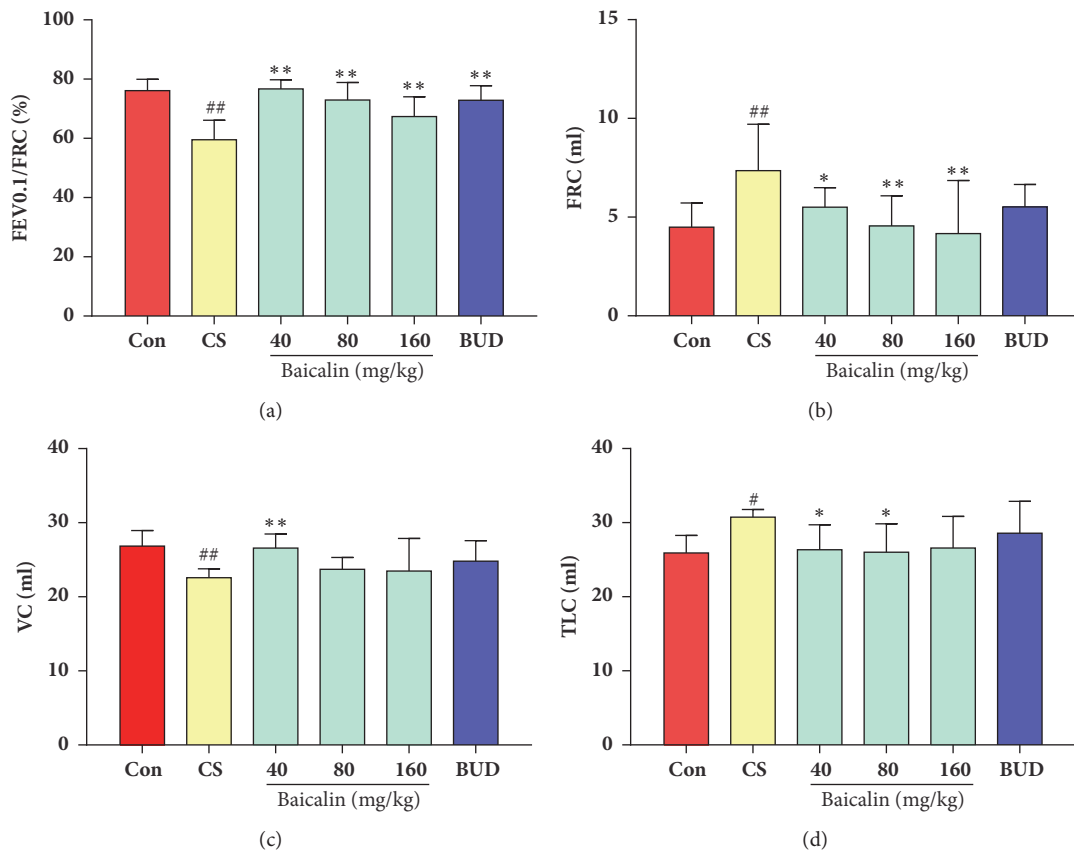 100
80
60
40
20
0
FEV0.1/FRC (%)
##
** ** ** **
Con CS 40 80 160 BUD
Baicalin (mg/kg)
(a)
15
10
5
0
FRC (ml)
##
* ** **
Con CS 40 80 160 BUD
Baicalin (mg/kg)
(b)
40
30
20
10
0
VC (ml)
##
**
Con CS 40 80 160 BUD
Baicalin (mg/kg)
(c)
40
30
20
10
0
TLC (ml)
#
* *
Con CS 40 80 160 BUD
Baicalin (mg/kg)
(d)